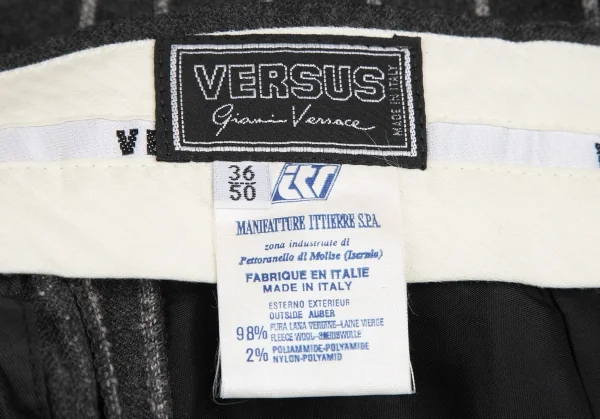 VERSUS
Gianni Versace
MADE IN ITALY
V
36
50
ITT
MANIFATTURE ITTIERRE S.P.A.
zona industriale di
Pettoranello di Molise (Isernia)
FABRIQUE EN ITALIE
MADE IN ITALY
ESTERNO EXTERIEUR
OUTSIDE AUBER
98% PURA LANA VERGINE-LAINE VIERGE
FLEECE WOOL-
2% POLIAMMIDE-POLYAMIDE
NYLON-POLYAMID